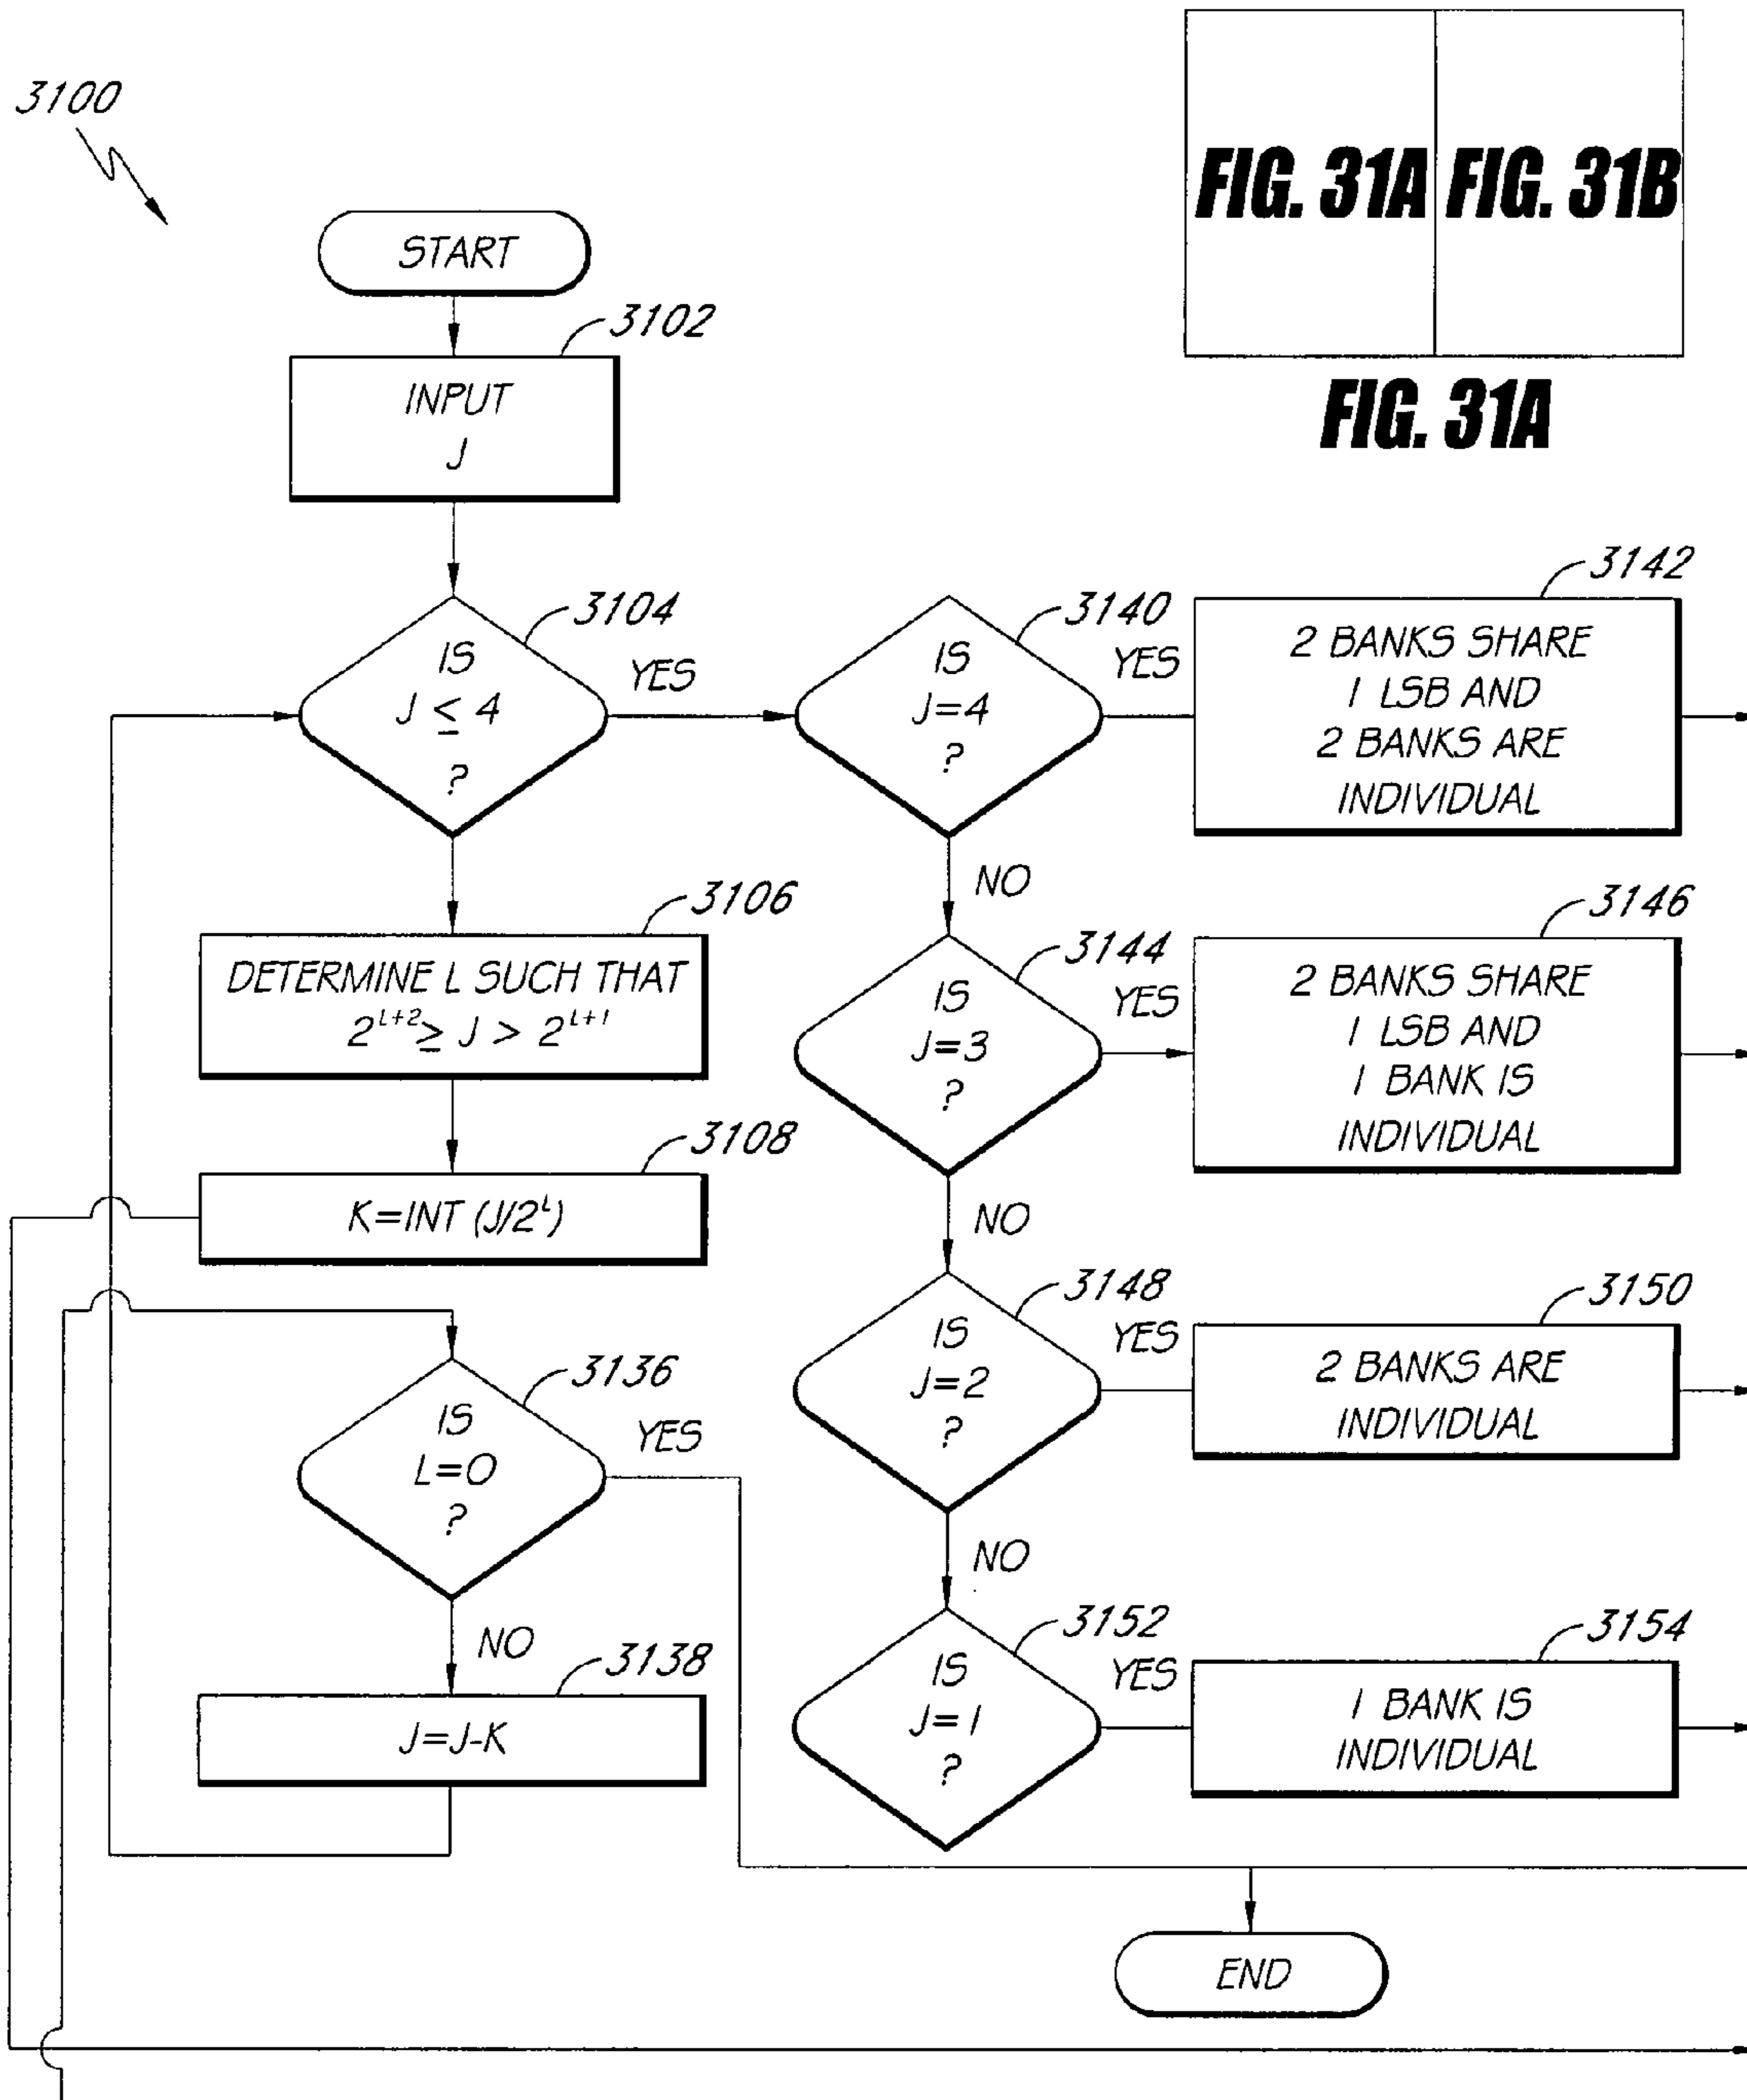 3100
FIG. 31A
FIG. 31B
FIG. 31A
START
3102
INPUT
J
3104
IS
J ≤ 4
?
YES
3140
IS
J=4
?
YES
3142
2 BANKS SHARE
1 LSB AND
2 BANKS ARE
INDIVIDUAL
NO
3106
DETERMINE L SUCH THAT
2^{L+2} ≥ J > 2^{L+1}
3144
IS
J=3
?
YES
3146
2 BANKS SHARE
1 LSB AND
1 BANK IS
INDIVIDUAL
3108
K=INT (J/2^L)
NO
3148
IS
J=2
?
YES
3150
2 BANKS ARE
INDIVIDUAL
3136
IS
L=0
?
YES
NO
NO
3138
J=J-K
3152
IS
J=1
?
YES
3154
1 BANK IS
INDIVIDUAL
END